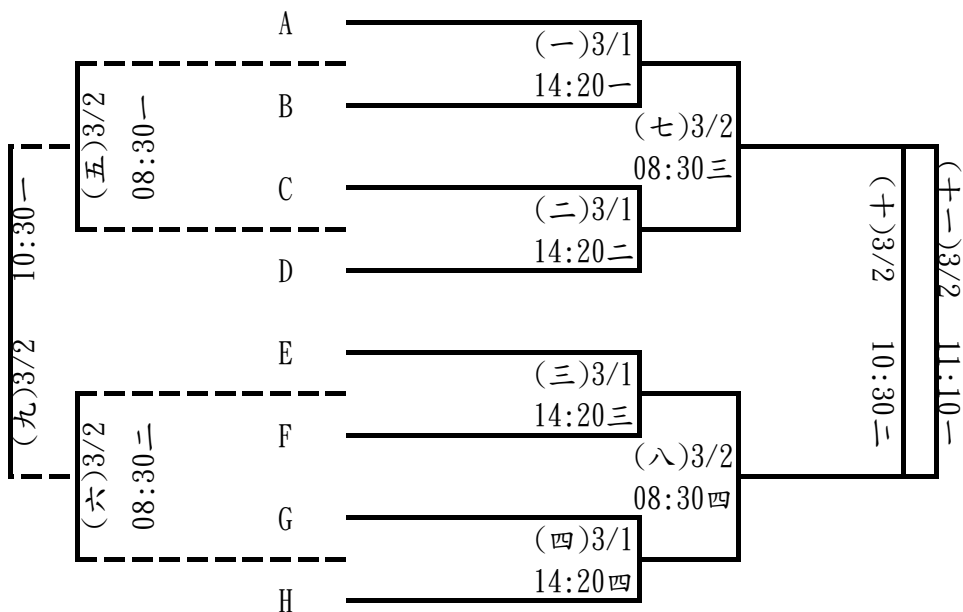 A
(一)3/1
14:20一
B
(五)3/2
08:30一
(七)3/2
08:30三
C
(二)3/1
14:20二
D
(九)3/2 10:30一
(十)3/2 10:30二
(十一)3/2 11:10一
E
(三)3/1
14:20三
F
(六)3/2
08:30二
(八)3/2
08:30四
G
(四)3/1
14:20四
H